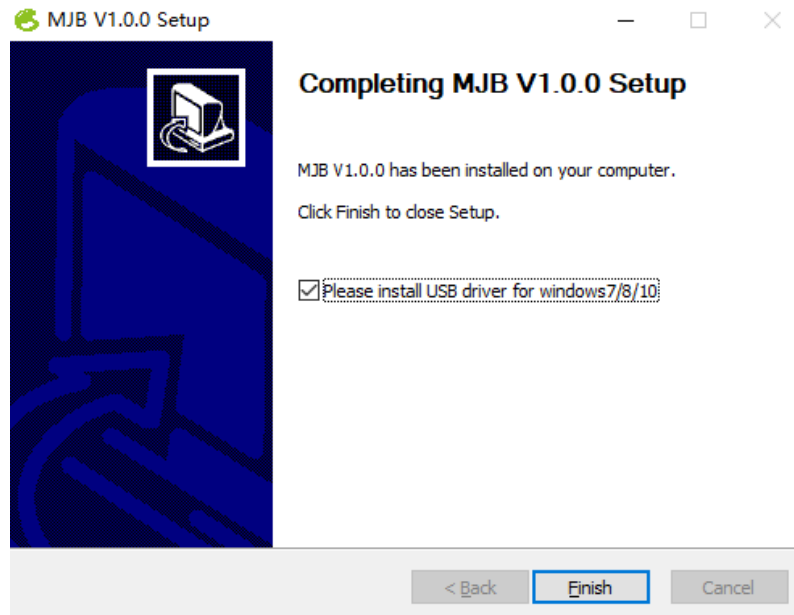 MJB V1.0.0 Setup
Completing MJB V1.0.0 Setup
MJB V1.0.0 has been installed on your computer.
Click Finish to close Setup.
Please install USB driver for windows7/8/10
< Back
Finish
Cancel